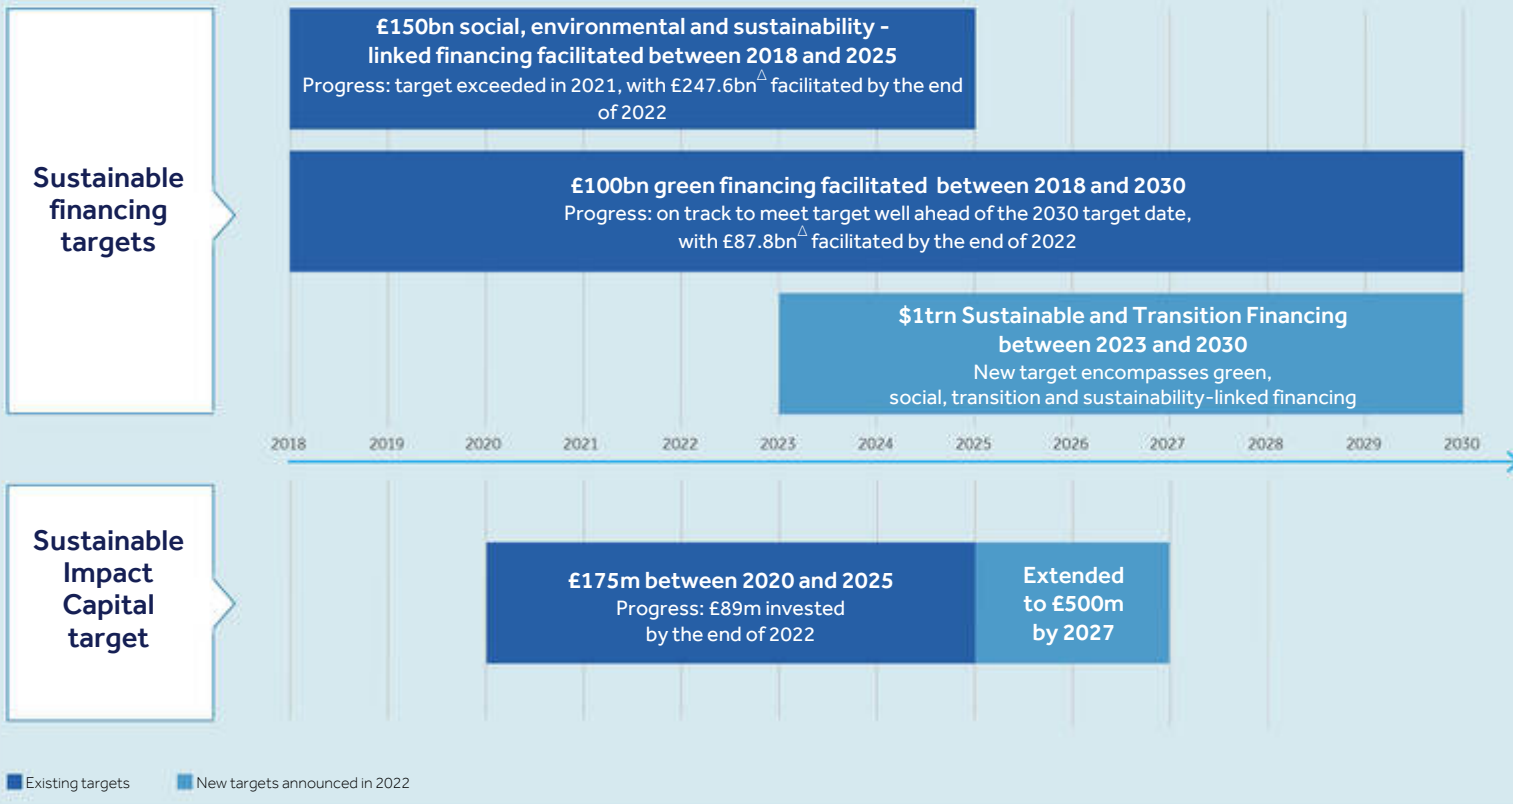 £150bn social, environmental and sustainability -
linked financing facilitated between 2018 and 2025
Progress: target exceeded in 2021, with £247.6bn△ facilitated by the end
of 2022
Sustainable
financing
targets
£100bn green financing facilitated between 2018 and 2030
Progress: on track to meet target well ahead of the 2030 target date,
with £87.8bn△ facilitated by the end of 2022
$1trn Sustainable and Transition Financing
between 2023 and 2030
New target encompasses green,
social, transition and sustainability-linked financing
2018 2019 2020 2021 2022 2023 2024 2025 2026 2027 2028 2029 2030
Sustainable
Impact
Capital
target
£175m between 2020 and 2025
Progress: £89m invested
by the end of 2022
Extended
to £500m
by 2027
Existing targets
New targets announced in 2022